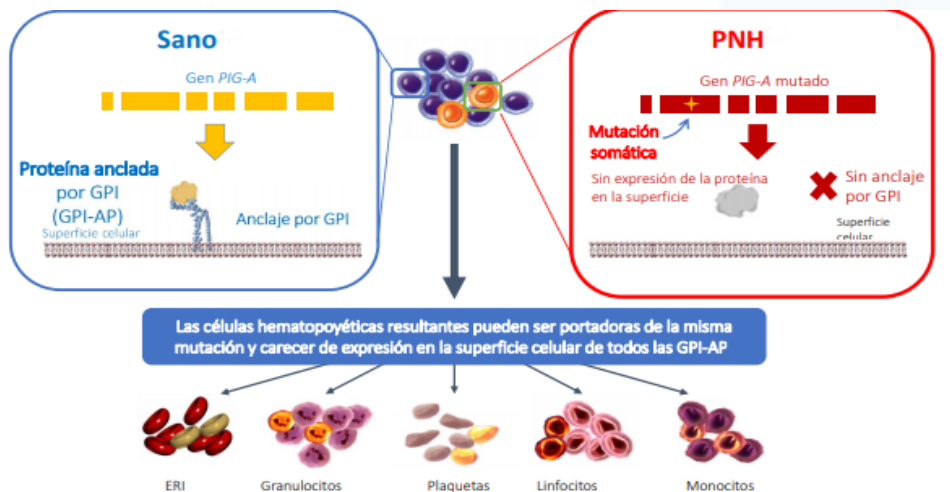 Sano
Gen PIG-A
Proteína anclada
por GPI
(GPI-AP)
Superficie celular
Anclaje por GPI
PNH
Gen PIG-A mutado
Mutación
somática
Sin expresión de la proteína
en la superficie
Sin anclaje
por GPI
Superficie
celular
Las células hematopoyéticas resultantes pueden ser portadoras de la misma
mutación y carecer de expresión en la superficie celular de todos las GPI-AP
ERI
Granulocitos
Plaquetas
Linfocitos
Monocitos